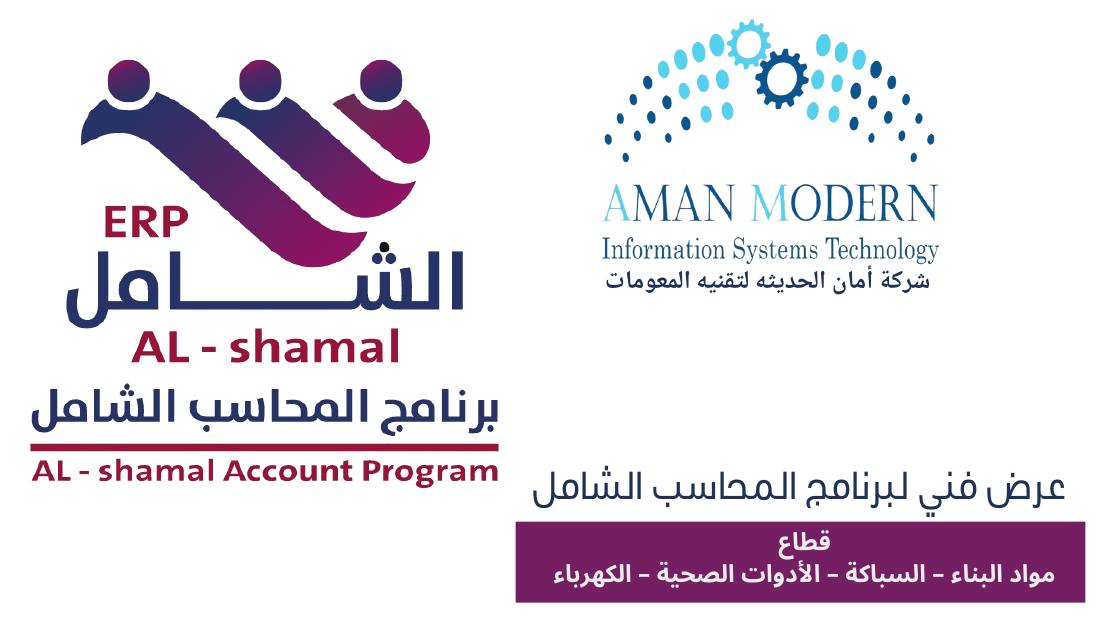 ERP
الشامل
AL - shamal
برنامج المحاسب الشامل
AL - shamal Account Program
AMAN MODERN
Information Systems Technology
شركة أمان الحديثه لتقنيه المعومات
عرض فني لبرنامج المحاسب الشامل
قطاع
مواد البناء – السباكة – الأدوات الصحية – الكهرباء